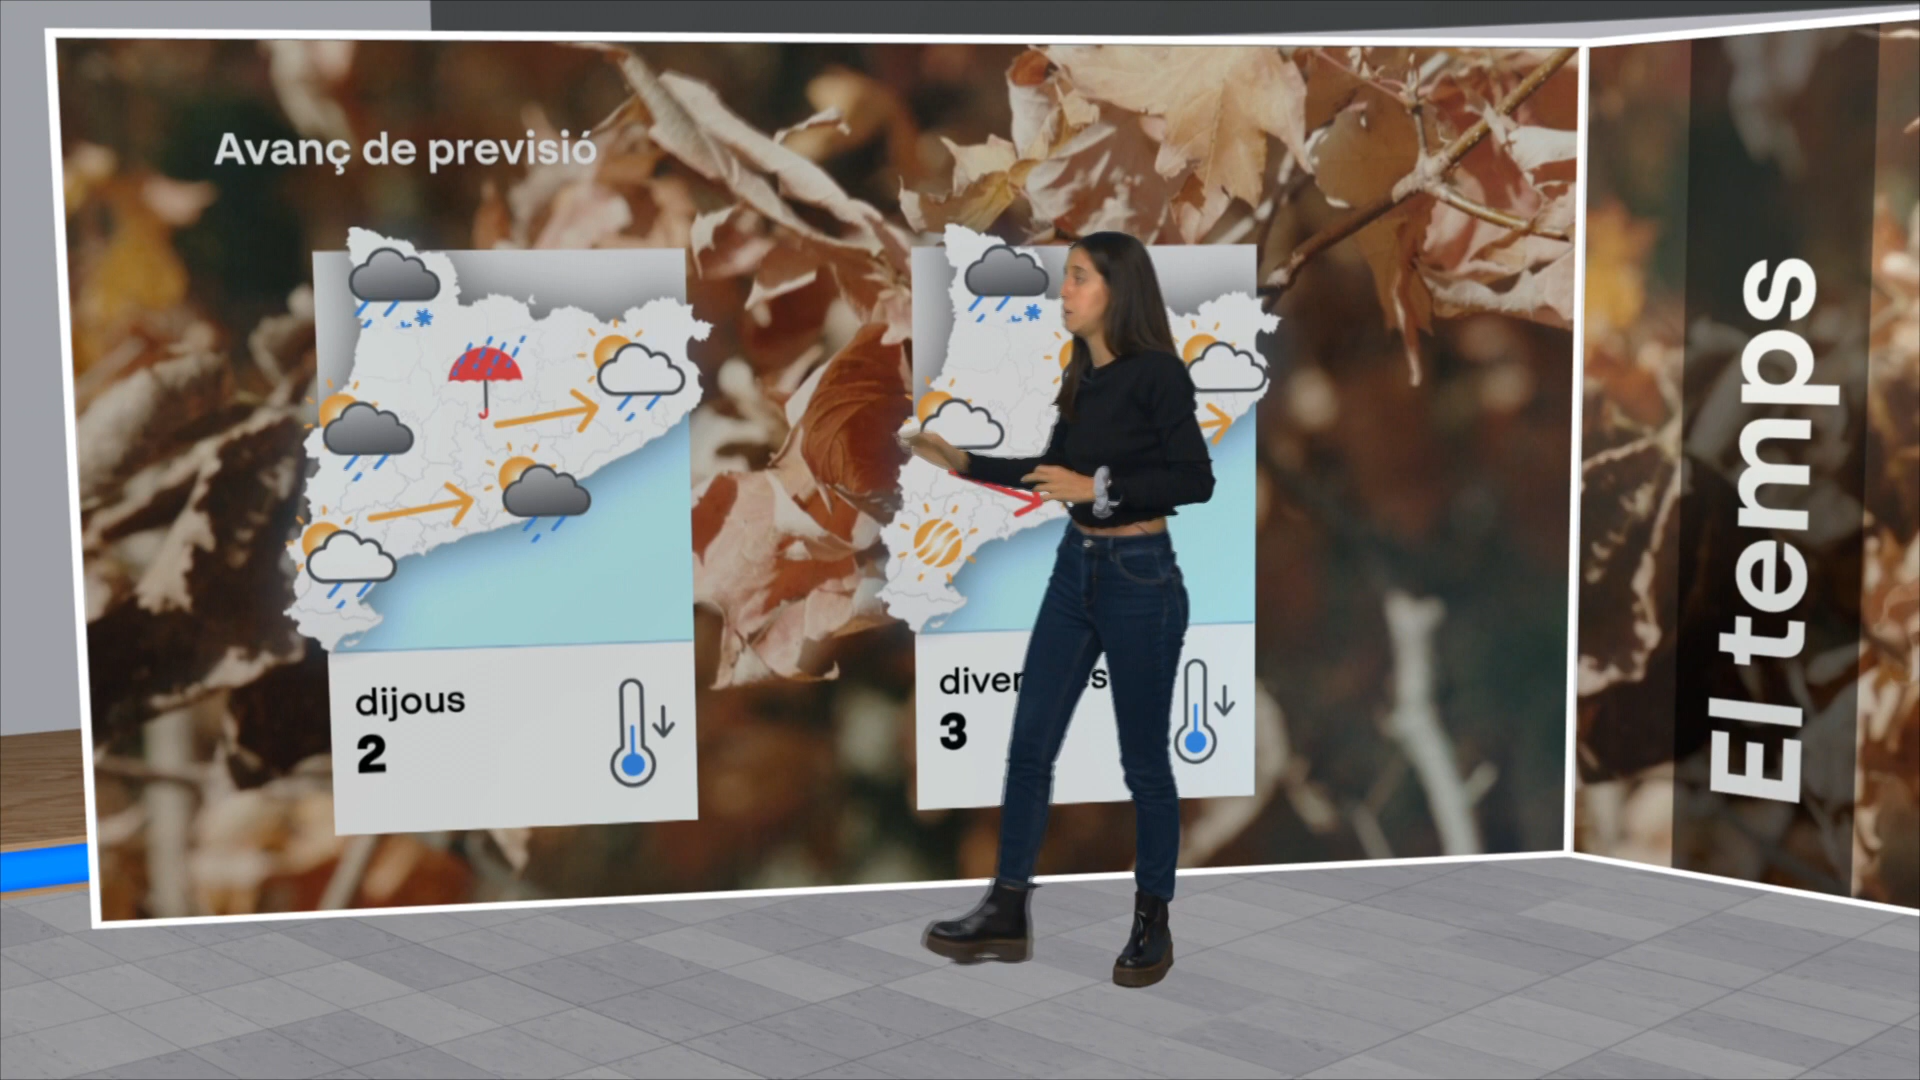 Avanç de previsió
dijous
2
3
El temps